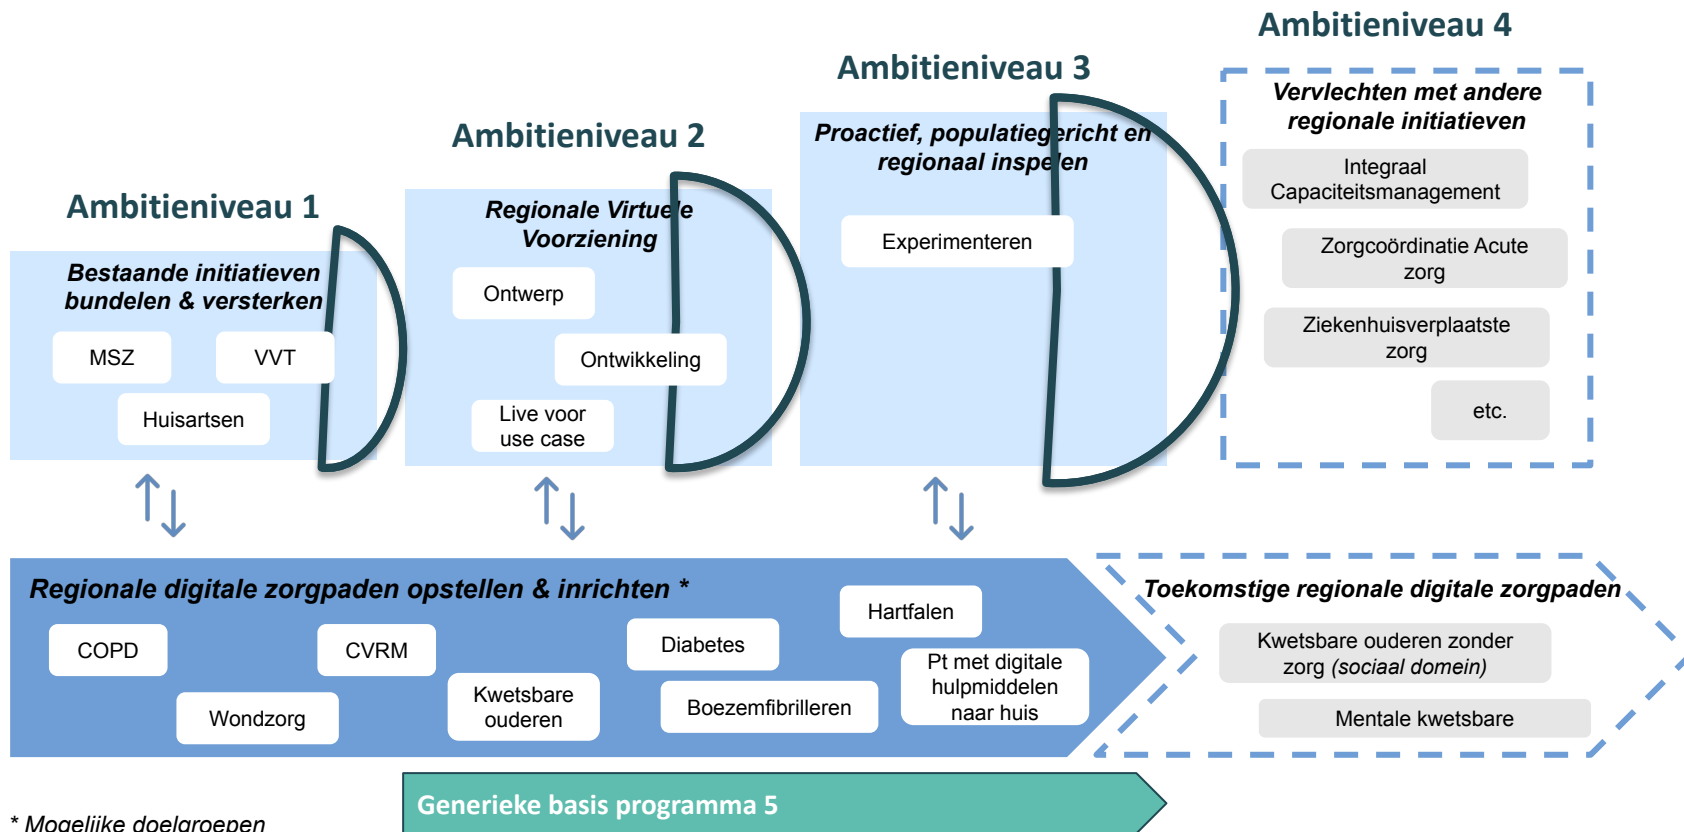 Ambitieniveau 1
Bestaande initiatieven
bundelen & versterken
MSZ
VVT
Huisartsen
Ambitieniveau 2
Regionale Virtuele
Voorziening
Ontwerp
Ontwikkeling
Live voor
use case
Ambitieniveau 3
Proactief, populatiegericht en
regionaal inspelen
Experimenteren
Ambitieniveau 4
Vervlechten met andere
regionale initiatieven
Integraal
Capaciteitsmanagement
Zorgcoördinatie Acute
zorg
Ziekenhuisverplaatste
zorg
etc.
Regionale digitale zorgpaden opstellen & inrichten *
COPD
Wondzorg
CVRM
Kwetsbare
ouderen
Diabetes
Boezemfibrilleren
Hartfalen
Pt met digitale
hulpmiddelen
naar huis
Toekomstige regionale digitale zorgpaden
Kwetsbare ouderen zonder
zorg (sociaal domein)
Mentale kwetsbare
Generieke basis programma 5
* Mogelijke doelgroepen